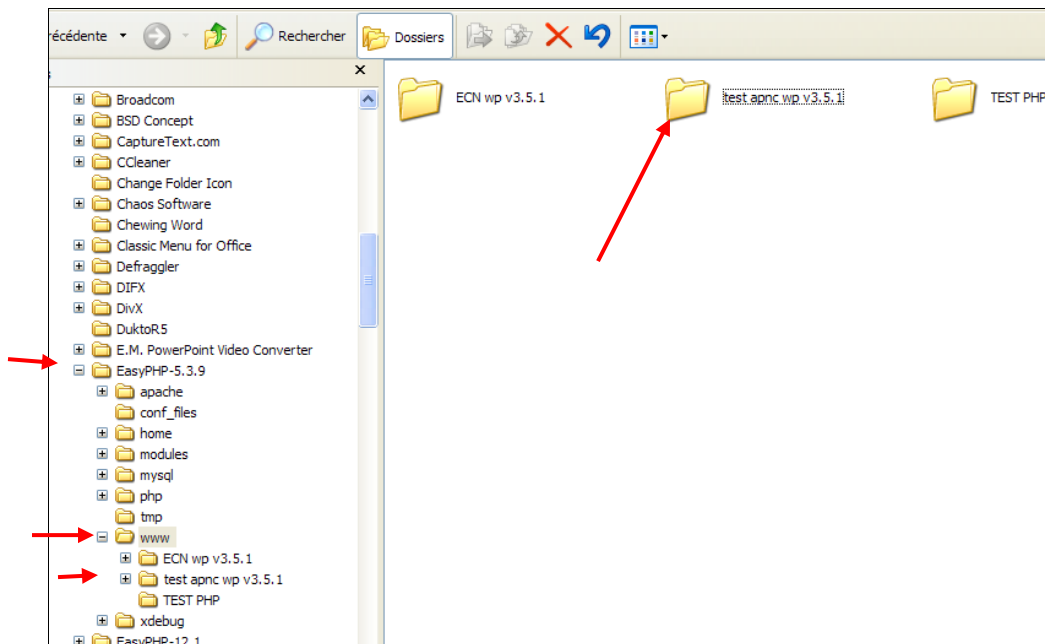 récédente Rechercher Dossiers
s
Broadcom
BSD Concept
CaptureText.com
CCleaner
Change Folder Icon
Chaos Software
Chewing Word
Classic Menu for Office
Defraggler
DIFX
DivX
DuktoR5
E.M. PowerPoint Video Converter
EasyPHP-5.3.9
apache
conf_files
home
modules
mysql
php
tmp
www
ECN wp v3.5.1
test apnc wp v3.5.1
TEST PHP
xdebug
EasyPHP-12.1
ECN wp v3.5.1 test apnc wp v3.5.1 TEST PHP